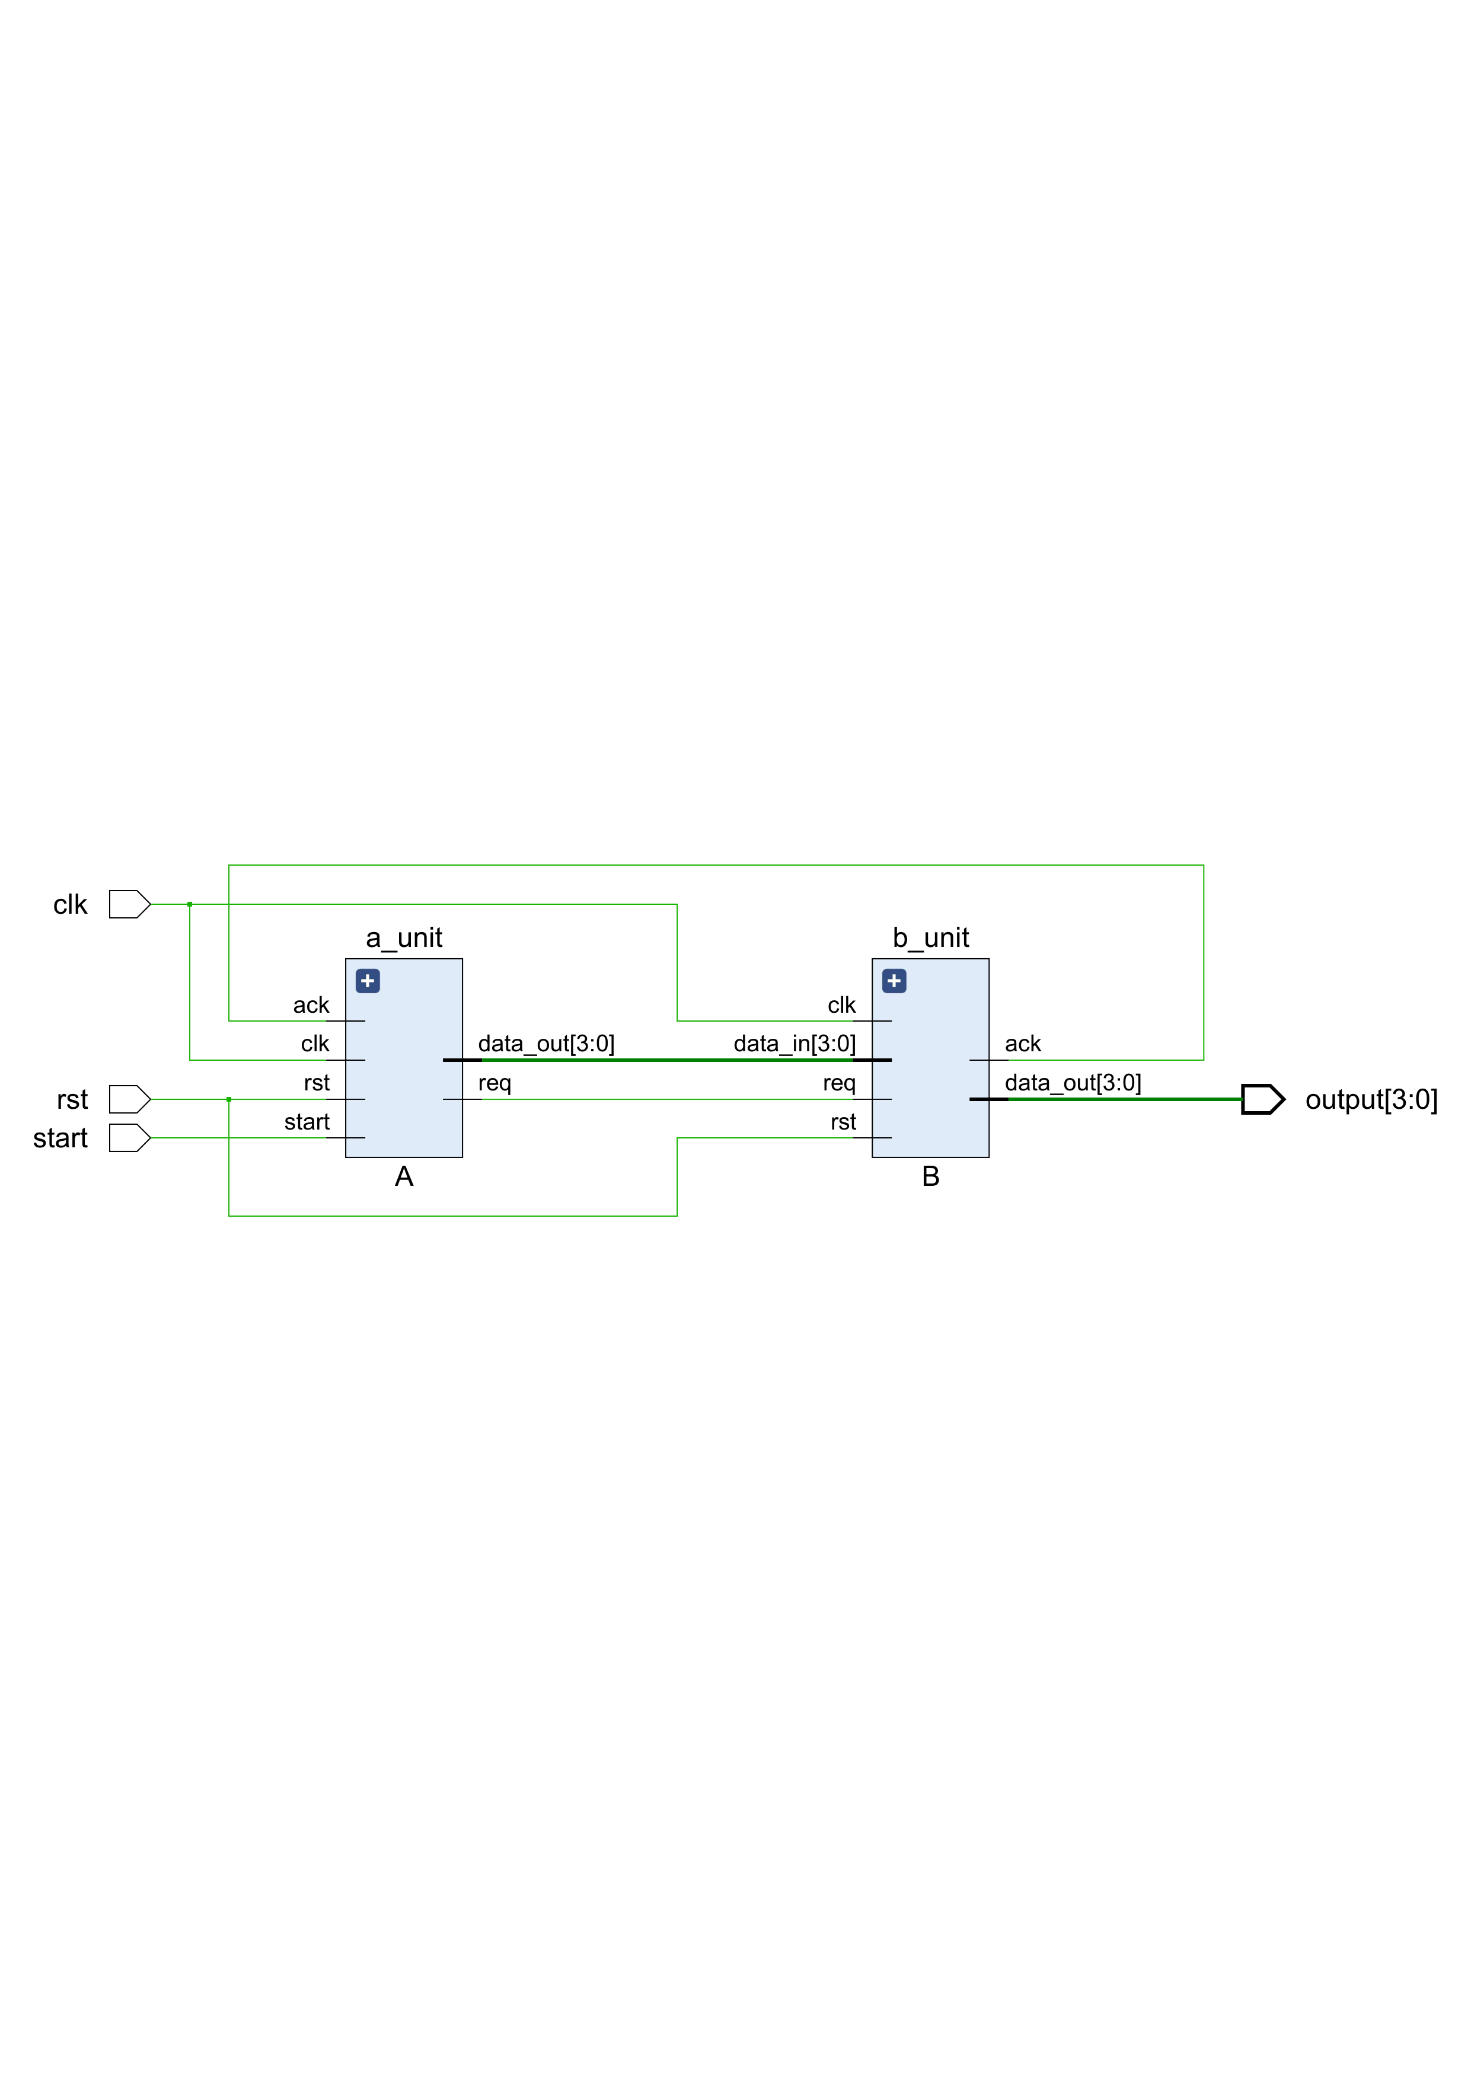 clk
a_unit
b_unit
ack
clk
clk
data_out[3:0]
data_in[3:0]
ack
rst
rst
req
req
data_out[3:0]
output[3:0]
start
start
rst
A
B